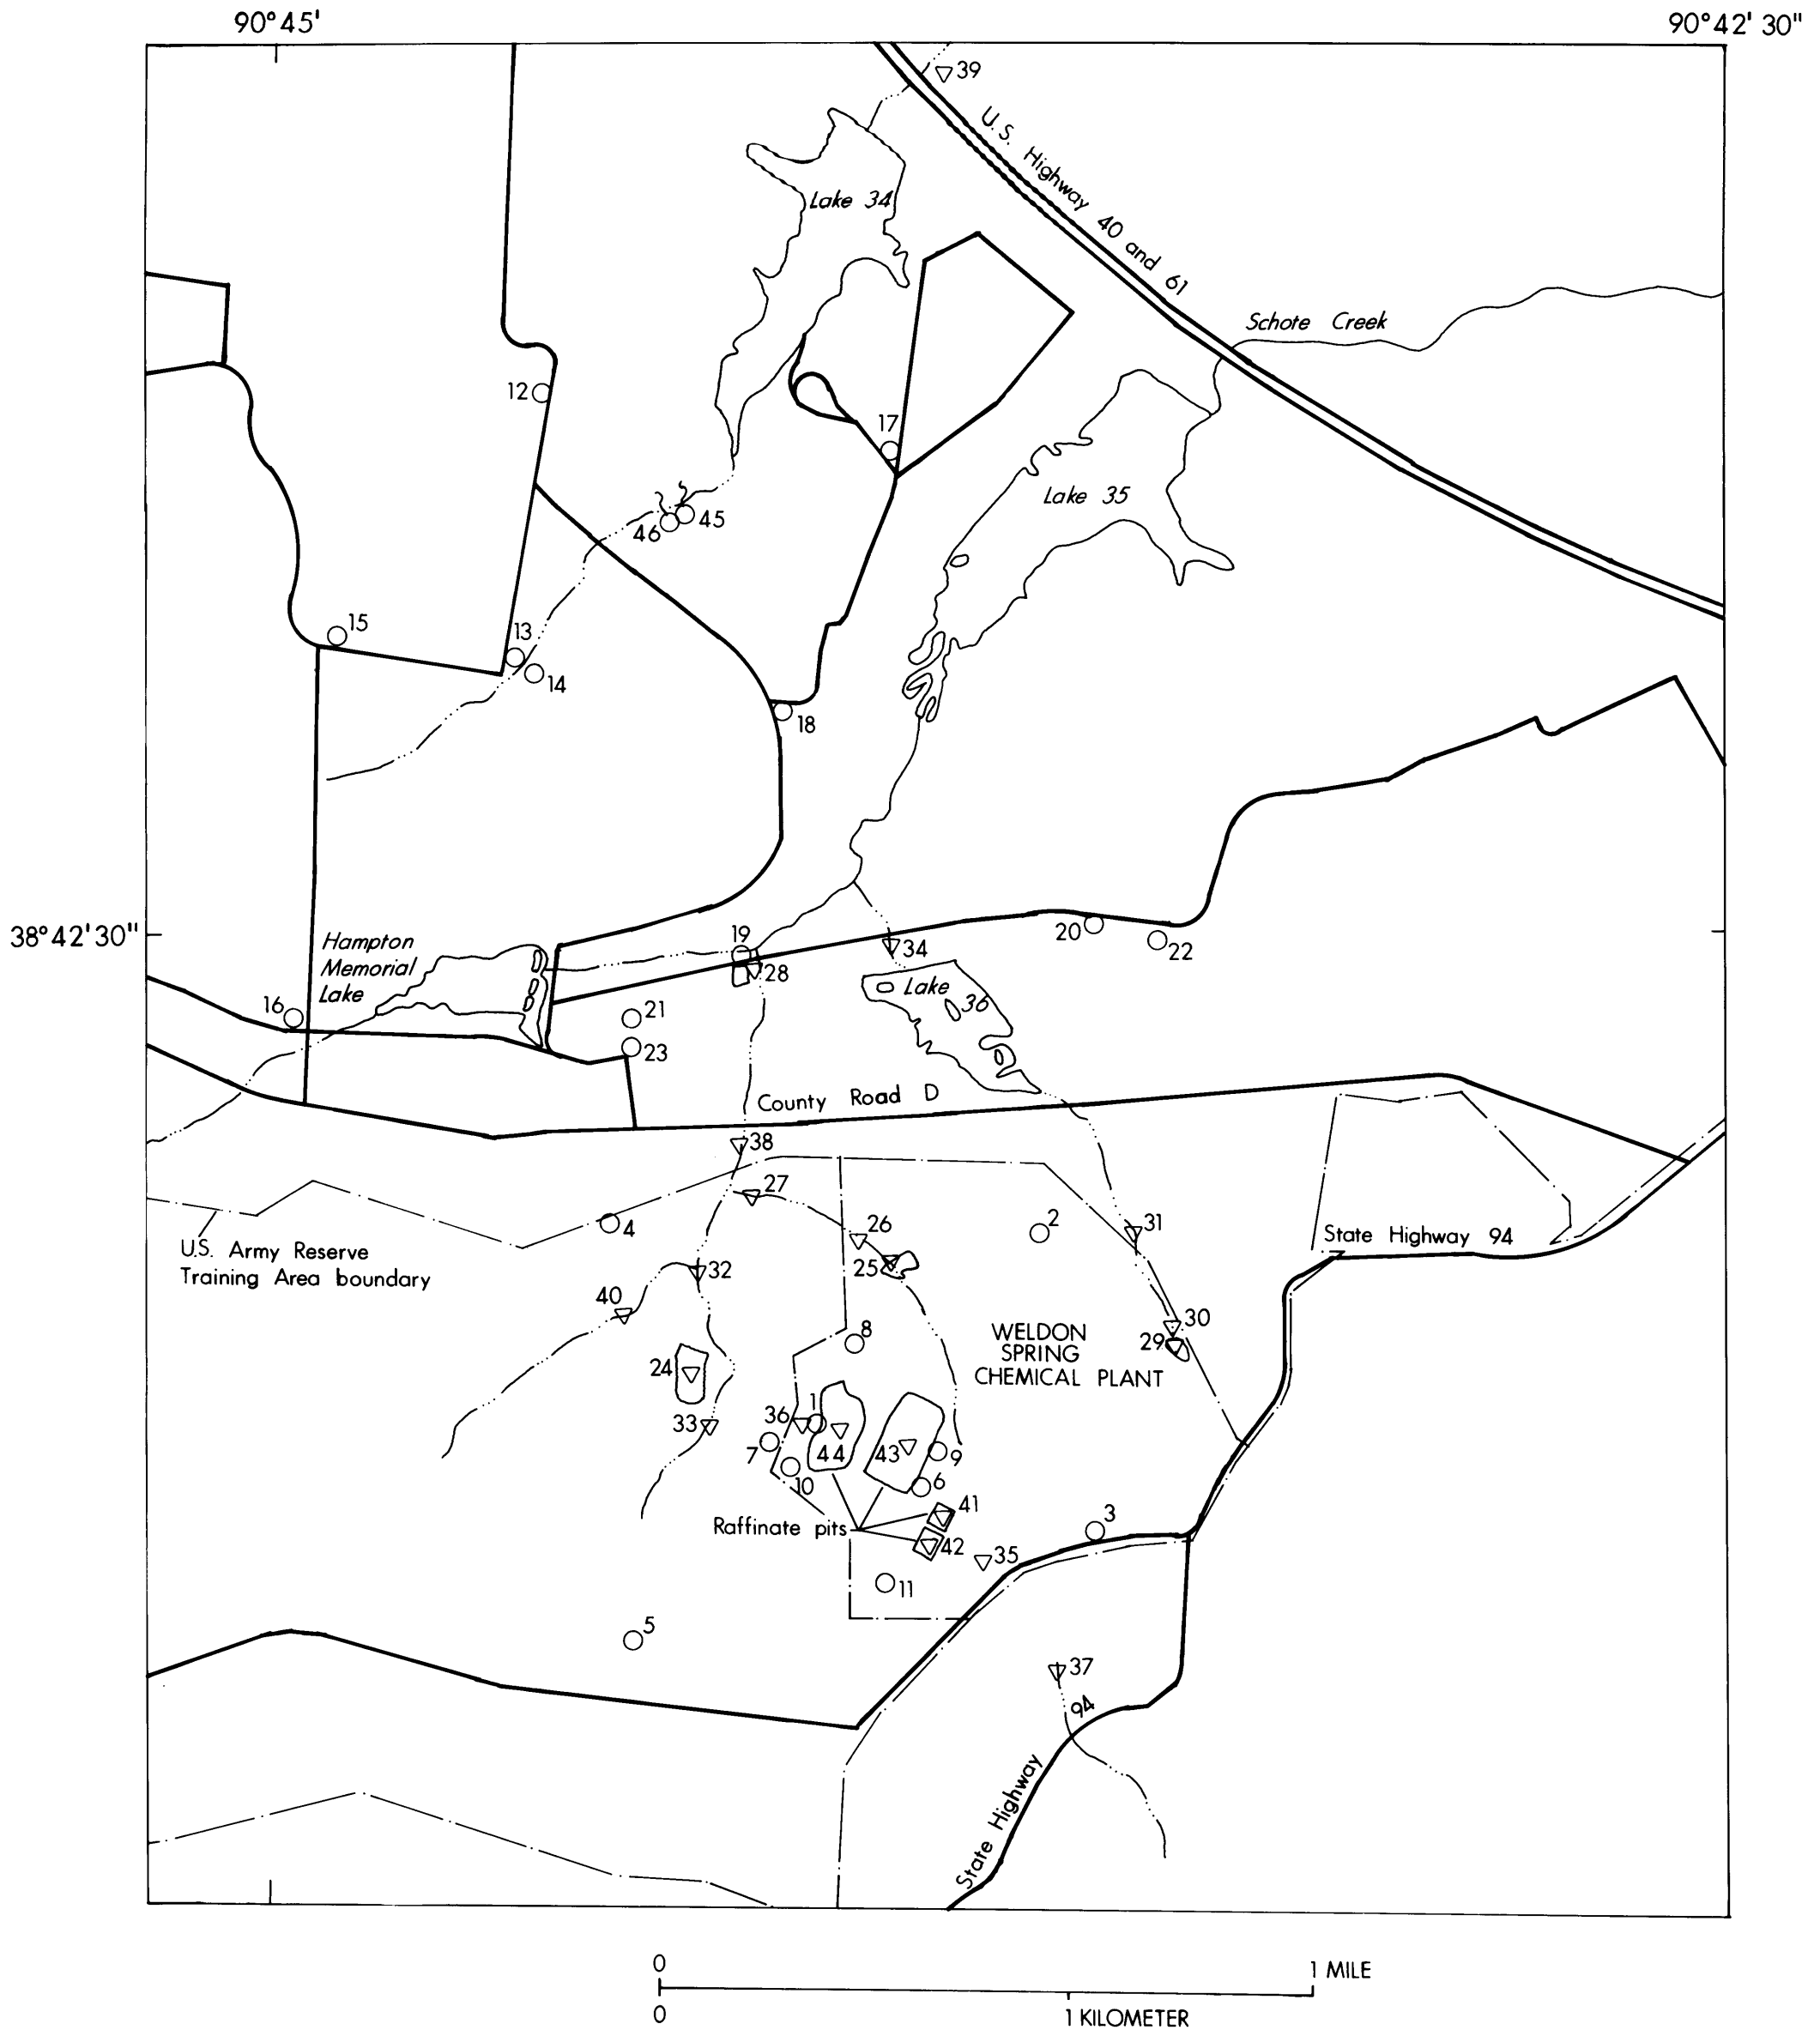 90°45'
90°42' 30"
39
U.S. Highway 40 and 61
Lake 34
Schote Creek
12
17
Lake 35
46
45
15
13
14
18
38°42'30"
Hampton
Memorial
Lake
19
28
34
20
22
Lake
36
16
21
23
County Road D
38
27
4
26
2
31
25
State Highway 94
U.S. Army Reserve
Training Area boundary
32
40
8
30
29
WELDON
SPRING
CHEMICAL PLANT
24
33
36
1
7
44
43
9
10
6
41
Raffinate pits
42
3
35
11
5
37
94
State Highway
0
1 MILE
0
1 KILOMETER